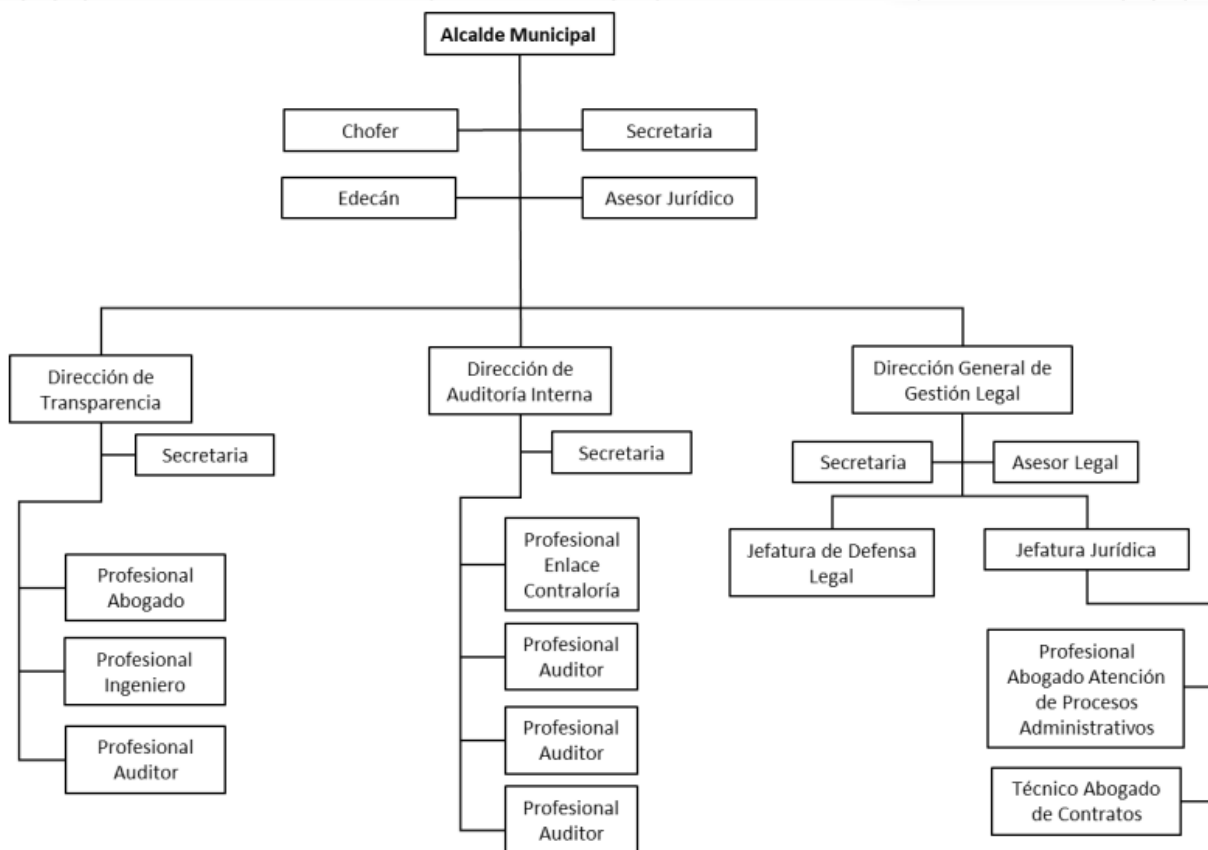 Alcalde Municipal
Chofer
Secretaria
Edecán
Asesor Jurídico
Dirección de
Transparencia
Secretaria
Profesional
Abogado
Profesional
Ingeniero
Profesional
Auditor
Dirección de
Auditoría Interna
Secretaria
Profesional
Enlace
Contraloría
Profesional
Auditor
Profesional
Auditor
Profesional
Auditor
Dirección General de
Gestión Legal
Secretaria
Asesor Legal
Jefatura de Defensa
Legal
Jefatura Jurídica
Profesional
Abogado Atención
de Procesos
Administrativos
Técnico Abogado
de Contratos